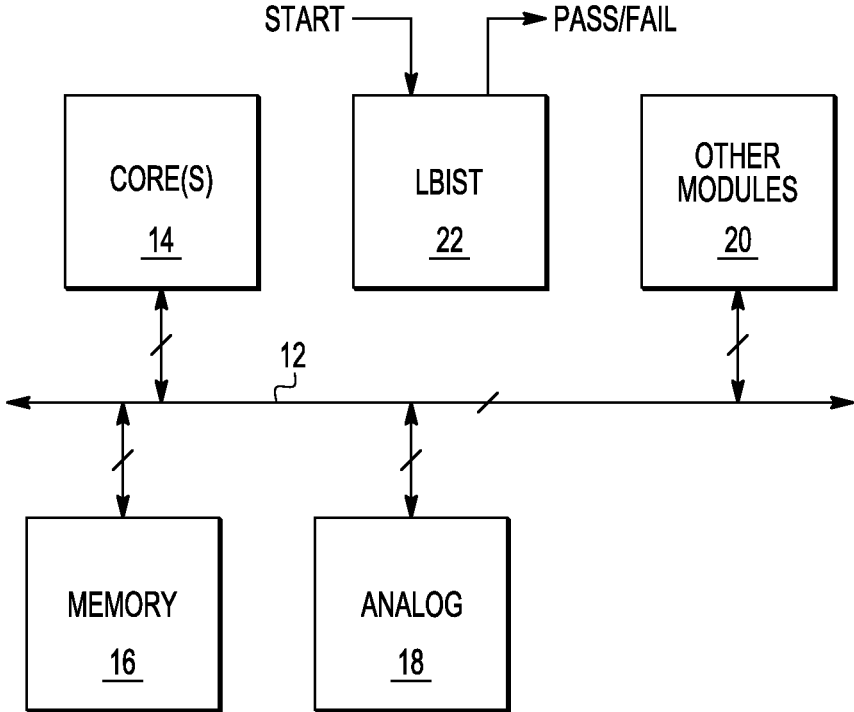 START
PASS/FAIL
CORE(S)
14
LBIST
22
OTHER
MODULES
20
12
MEMORY
16
ANALOG
18